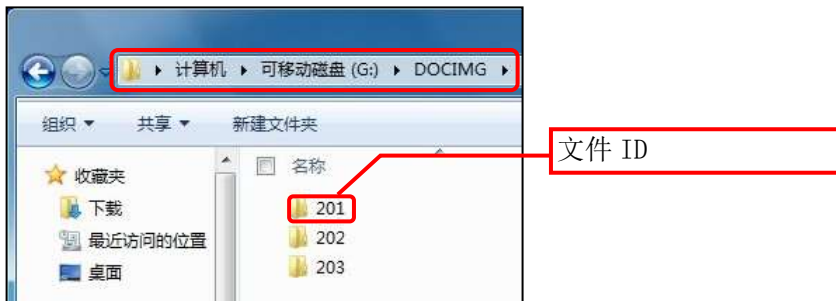 计算机 ▸ 可移动磁盘 (G:) ▸ DOCIMG ▸
组织 ▼ 共享 ▼ 新建文件夹
文件 ID
收藏夹
名称
下载
201
最近访问的位置
202
桌面
203